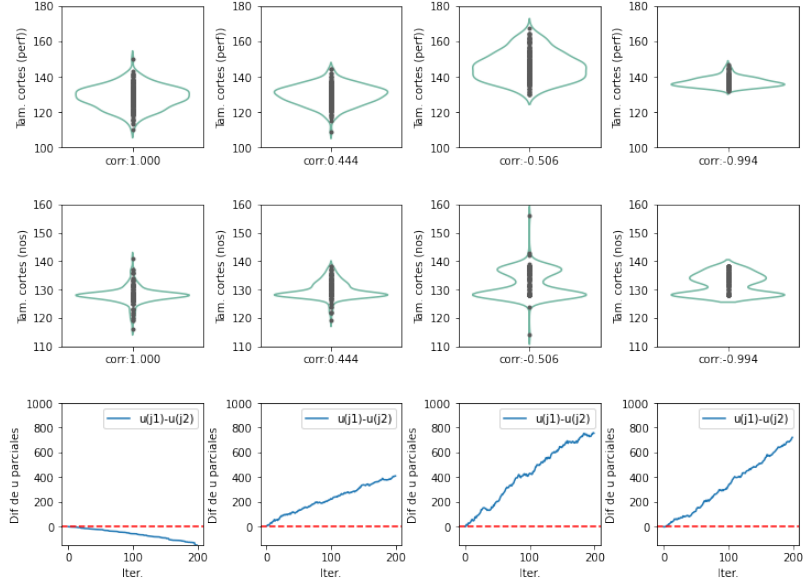 180 180 180 180
160 160 160 160
140 140 140 140
120 120 120 120
100 100 100 100
Tam. cortes (perf)) Tam. cortes (perf)) Tam. cortes (perf)) Tam. cortes (perf))
corr:1.000 corr:0.444 corr:-0.506 corr:-0.994
160 160 160 160
150 150 150 150
140 140 140 140
130 130 130 130
120 120 120 120
110 110 110 110
Tam. cortes (nos) Tam. cortes (nos) Tam. cortes (nos) Tam. cortes (nos)
corr:1.000 corr:0.444 corr:-0.506 corr:-0.994
1000 1000 1000 1000
u(j1)-u(j2) u(j1)-u(j2) u(j1)-u(j2) u(j1)-u(j2)
800 800 800 800
600 600 600 600
400 400 400 400
200 200 200 200
0 0 0 0
Dif de u parciales Dif de u parciales Dif de u parciales Dif de u parciales
0 100 200 0 100 200 0 100 200 0 100 200
Iter. Iter. Iter. Iter.